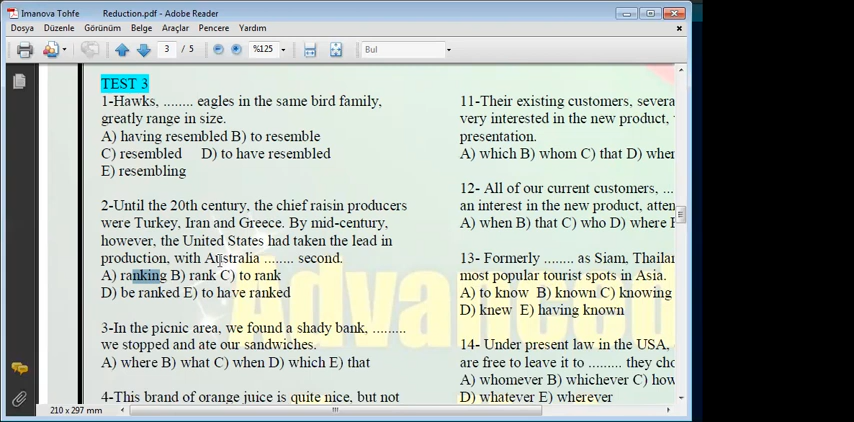 Imanova Tohfe Reduction.pdf - Adobe Reader
Dosya Düzenle Görünüm Belge Araçlar Pencere Yardım
3 / 5 %125 Bul
TEST 3
1-Hawks, ........ eagles in the same bird family,
greatly range in size.
A) having resembled B) to resemble
C) resembled D) to have resembled
E) resembling
2-Until the 20th century, the chief raisin producers
were Turkey, Iran and Greece. By mid-century,
however, the United States had taken the lead in
production, with Australia ........ second.
A) ranking B) rank C) to rank
D) be ranked E) to have ranked
3-In the picnic area, we found a shady bank, .........
we stopped and ate our sandwiches.
A) where B) what C) when D) which E) that
4-This brand of orange juice is quite nice, but not
11-Their existing customers, severa
very interested in the new product,
presentation.
A) which B) whom C) that D) wher
12- All of our current customers, ...
an interest in the new product, atten
A) when B) that C) who D) where
13- Formerly ........ as Siam, Thailan
most popular tourist spots in Asia.
A) to know B) known C) knowing
D) knew E) having known
14- Under present law in the USA,
are free to leave it to ......... they cho
A) whomever B) whichever C) how
D) whatever E) wherever
Advanced
210 x 297 mm